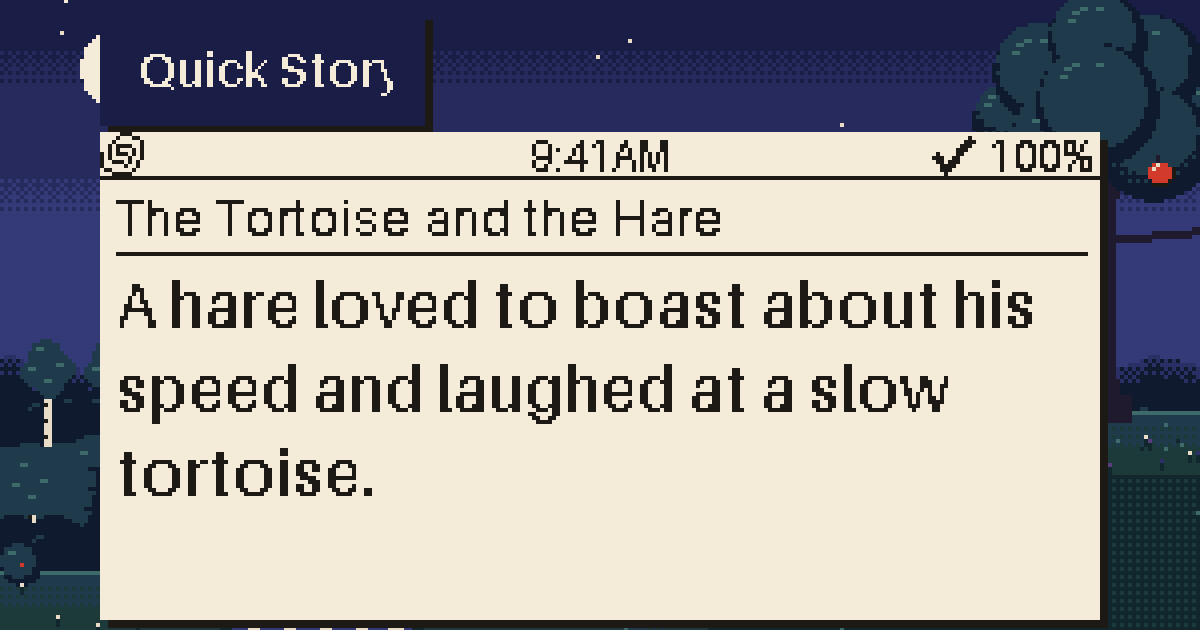 Quick Story
9:41AM
100%
The Tortoise and the Hare
A hare loved to boast about his
speed and laughed at a slow
tortoise.